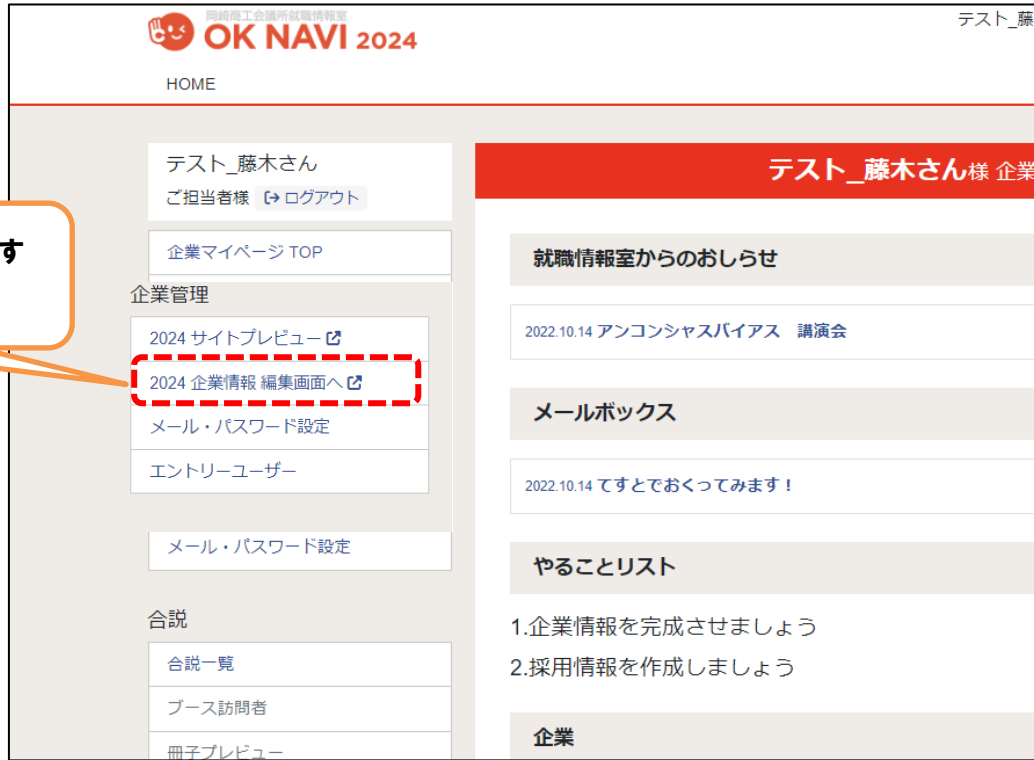 岡崎商工会議所就職情報室
OK NAVI 2024
テスト_藤
HOME
テスト_藤木さん
ご担当者様 ログアウト
企業マイページ TOP
企業管理
2024 サイトプレビュー
2024 企業情報 編集画面へ
メール・パスワード設定
エントリーユーザー
メール・パスワード設定
合説
合説一覧
ブース訪問者
冊子プレビュー
す
テスト_藤木さん様 企業
就職情報室からのおしらせ
2022.10.14 アンコンシャスバイアス　講演会
メールボックス
2022.10.14 てすとでおくってみます！
やることリスト
1.企業情報を完成させましょう
2.採用情報を作成しましょう
企業